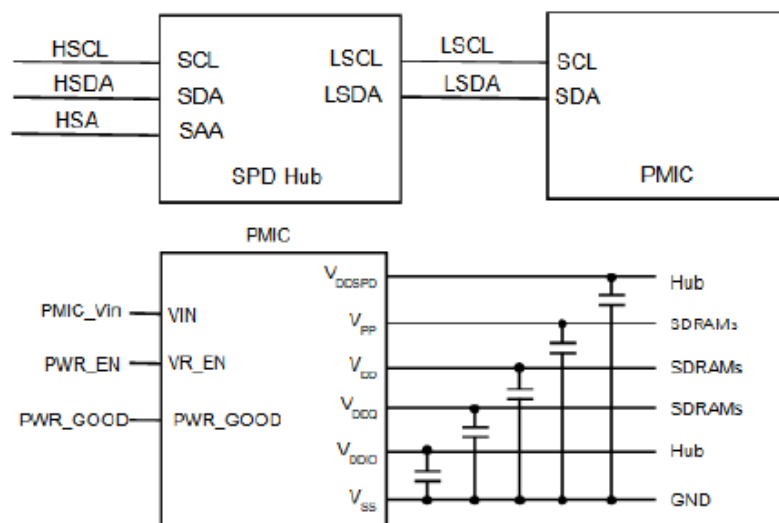 HSCL SCL LSCL LSCL SCL
HSDA SDA LSDA LSDA SDA
HSA SAA
SPD Hub PMIC
PMIC
VDDSPD Hub
PMIC_Vin VIN
VPP SDRAMs
PWR_EN VR_EN
VDD SDRAMs
VDDQ SDRAMs
PWR_GOOD PWR_GOOD
VDDIO Hub
VSS GND